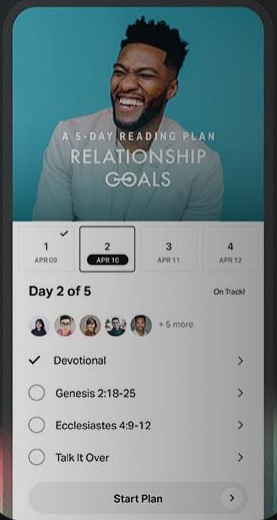 A 5-DAY READING PLAN
RELATIONSHIP
GOALS
1 2 3 4
APR 09 APR 10 APR 11 APR 12
Day 2 of 5 On Track!
+ 5 more
Devotional
Genesis 2:18-25
Ecclesiastes 4:9-12
Talk It Over
Start Plan